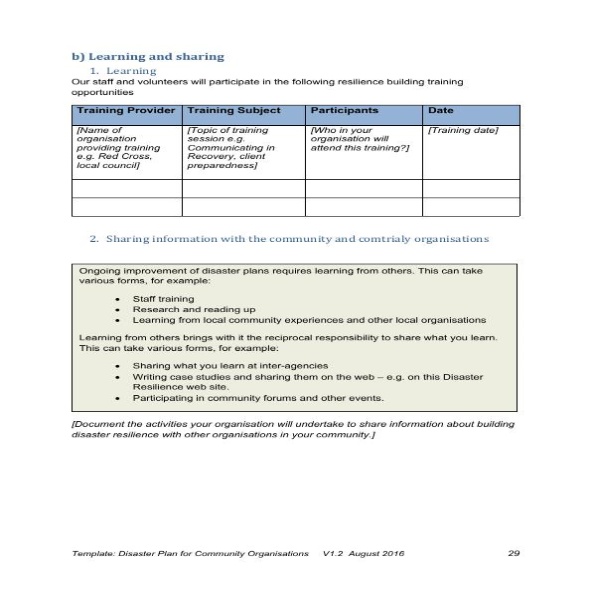 b) Learning and sharing
1. Learning
Our staff and volunteers will participate in the following resilience building training
opportunities
Training Provider Training Subject Participants Date
[Name of organisation providing training e.g. Red Cross, local council] [Topic of training session e.g. Communicating in Recovery, client preparedness] [Who in your organisation will attend this training?] [Training date]
2. Sharing information with the community and comtrialy organisations
Ongoing improvement of disaster plans requires learning from others. This can take
various forms, for example:
• Staff training
• Research and reading up
• Learning from local community experiences and other local organisations
Learning from others brings with it the reciprocal responsibility to share what you learn.
This can take various forms, for example:
• Sharing what you learn at inter-agencies
• Writing case studies and sharing them on the web – e.g. on this Disaster
Resilience web site.
• Participating in community forums and other events.
[Document the activities your organisation will undertake to share information about building
disaster resilience with other organisations in your community.]
Template: Disaster Plan for Community Organisations V1.2 August 2016 29